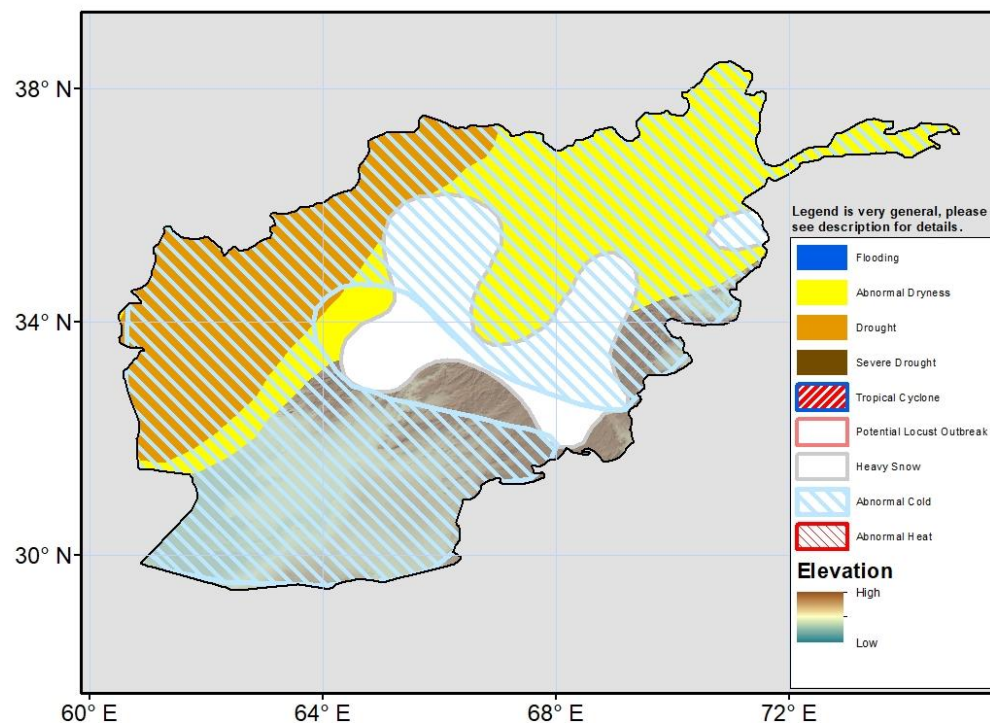 38° N
34° N
30° N
60° E
64° E
68° E
72° E
Legend is very general, please
see description for details.
Flooding
Abnormal Dryness
Drought
Severe Drought
Tropical Cyclone
Potential Locust Outbreak
Heavy Snow
Abnormal Cold
Abnormal Heat
Elevation
High
Low